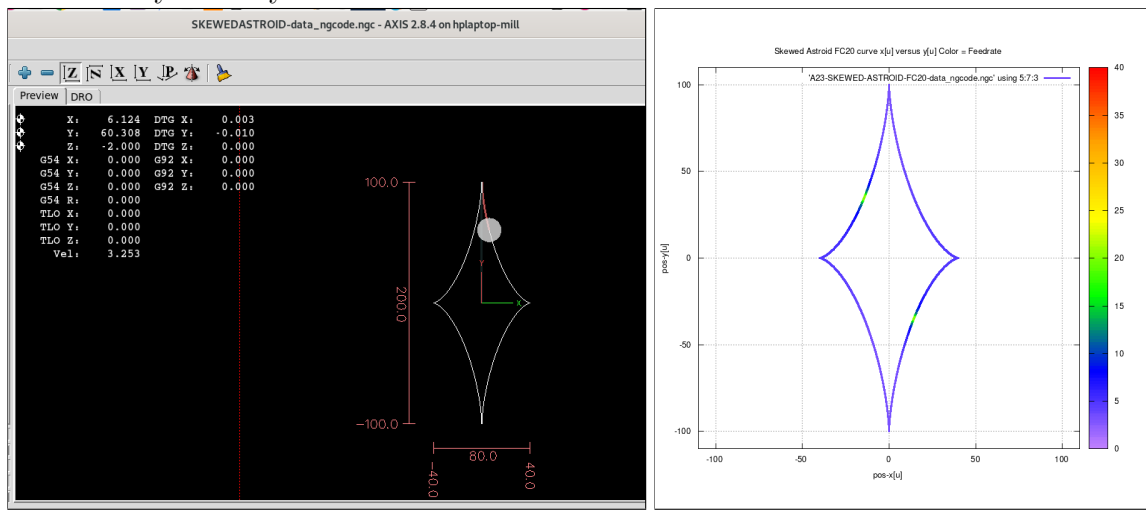 SKEWEDASTROID-data_ngcode.ngc - AXIS 2.8.4 on hplaptop-mill
Z N X Y P
Preview DRO
X: 6.124 DTG X: 0.003
Y: 60.308 DTG Y: -0.010
Z: -2.000 DTG Z: 0.000
G54 X: 0.000 G92 X: 0.000
G54 Y: 0.000 G92 Y: 0.000
G54 Z: 0.000 G92 Z: 0.000
G54 R: 0.000
TLO X: 0.000
TLO Y: 0.000
TLO Z: 0.000
Vel: 3.253
100.0
200.0
-100.0
Y
X
80.0
-40.0
40.0
Skewed Astroid FC20 curve x[u] versus y[u] Color = Feedrate
'A23-SKEWED-ASTROID-FC20-data_ngcode.ngc' using 5:7:3
100
50
0
-50
-100
pos-y[u]
-100 -50 0 50 100
pos-x[u]
40
35
30
25
20
15
10
5
0